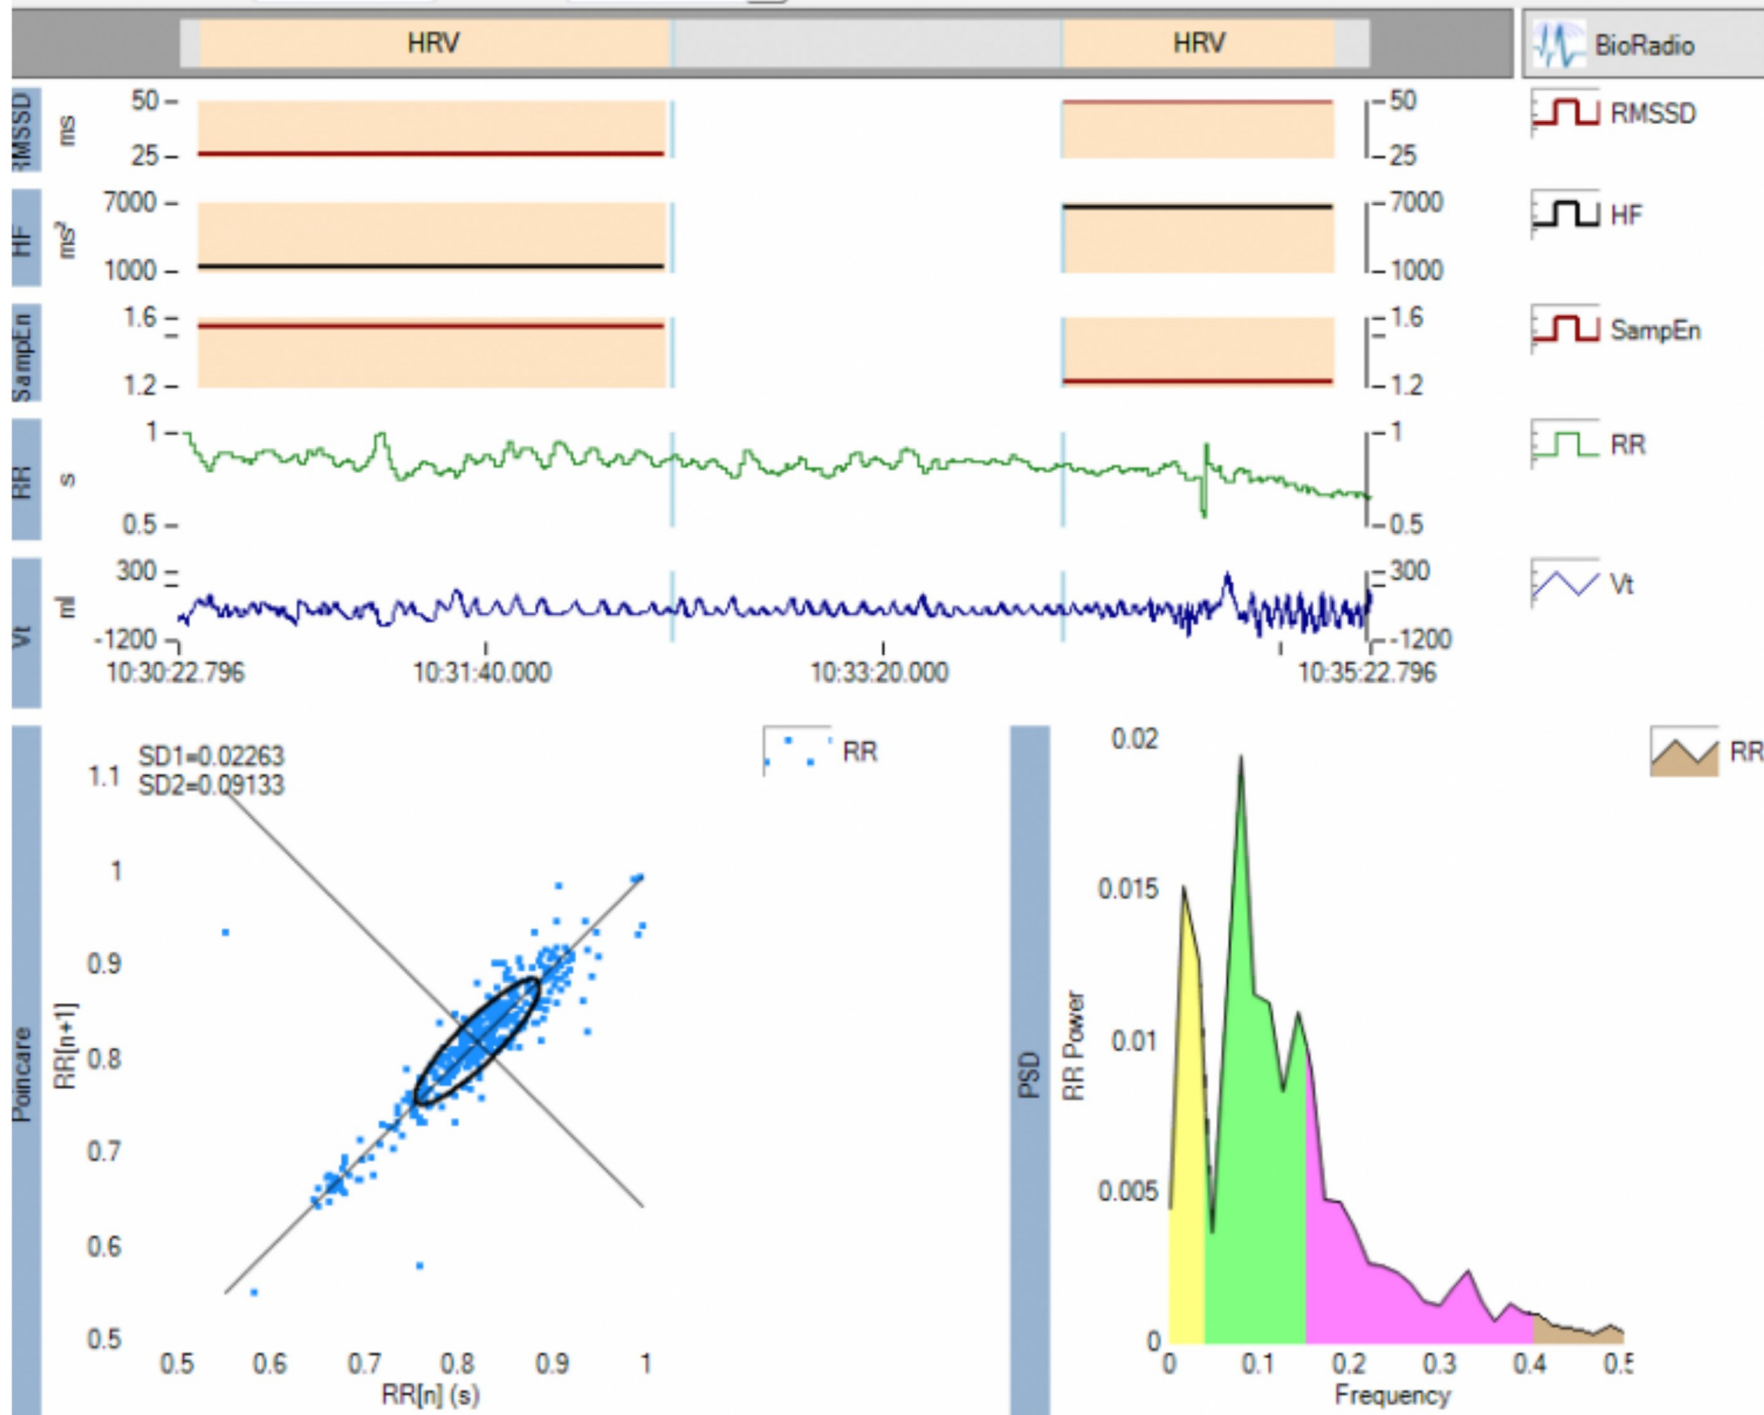 HRV HRV BioRadio
RMSSD ms 50 25 50 25 RMSSD
HF ms² 7000 1000 7000 1000 HF
SampEn 1.6 1.2 1.6 1.2 SampEn
RR s 1 0.5 1 0.5 RR
Vt ml 300 -1200 300 -1200 Vt
10:30:22.796 10:31:40.000 10:33:20.000 10:35:22.796
Poincare
SD1=0.02263
SD2=0.09133
RR
1.1
1
0.9
0.8
0.7
0.6
0.5
RR[n+1]
0.5 0.6 0.7 0.8 0.9 1
RR[n] (s)
PSD
RR
0.02
0.015
0.01
0.005
0
RR Power
0 0.1 0.2 0.3 0.4 0.5
Frequency